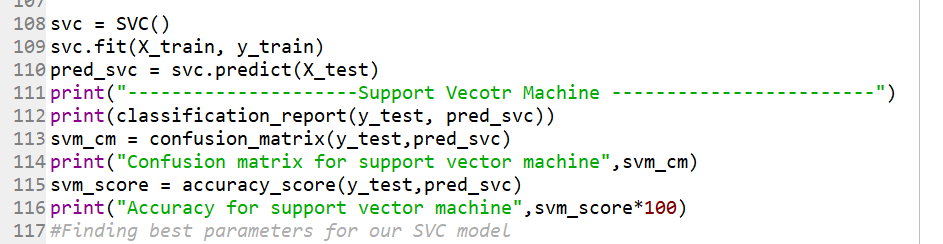 107
108 svc = SVC()
109 svc.fit(X_train, y_train)
110 pred_svc = svc.predict(X_test)
111 print("---------------------Support Vecotr Machine ------------------------")
112 print(classification_report(y_test, pred_svc))
113 svm_cm = confusion_matrix(y_test,pred_svc)
114 print("Confusion matrix for support vector machine",svm_cm)
115 svm_score = accuracy_score(y_test,pred_svc)
116 print("Accuracy for support vector machine",svm_score*100)
117 #Finding best parameters for our SVC model